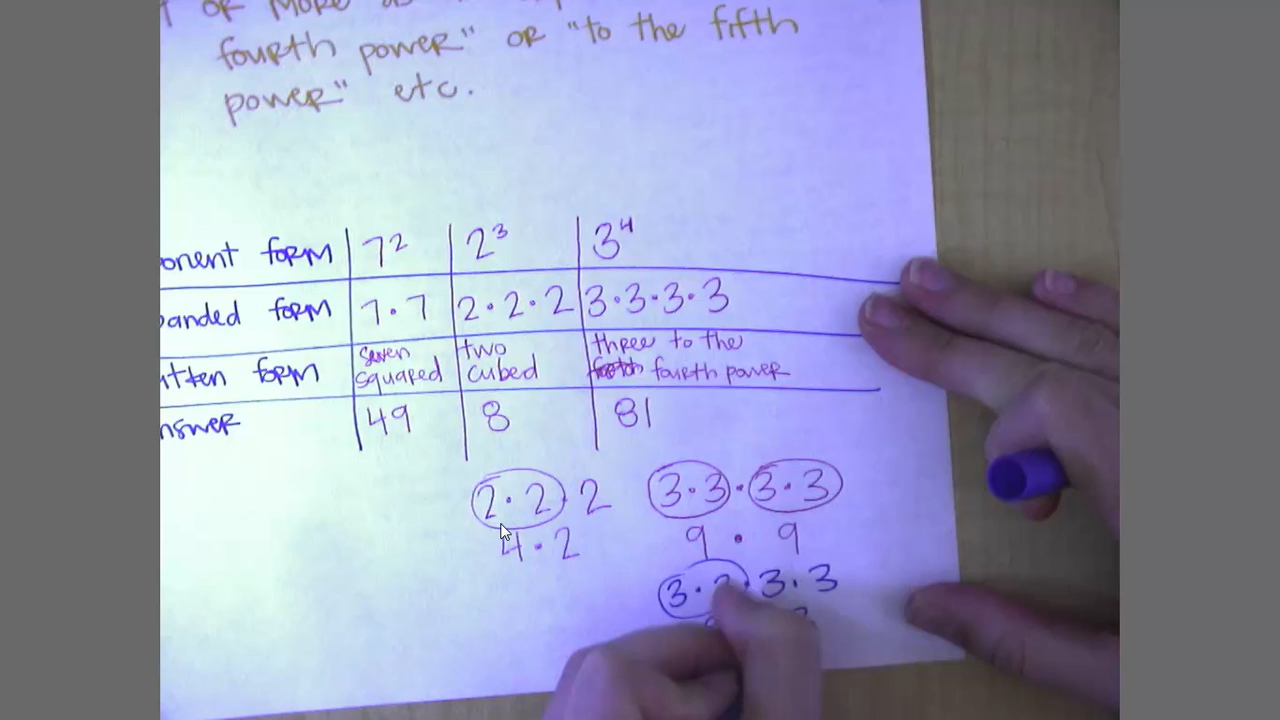 OR MORE
fourth power" OR "to the fifth
power" etc.
onent form 7² 2³ 3⁴
panded form 7·7 2·2·2 3·3·3·3
seven two three to the
itten form squared cubed fourth power
nswer 49 8 81
2·2·2 3·3·3·3
4·2 9·9
3·3·3·3